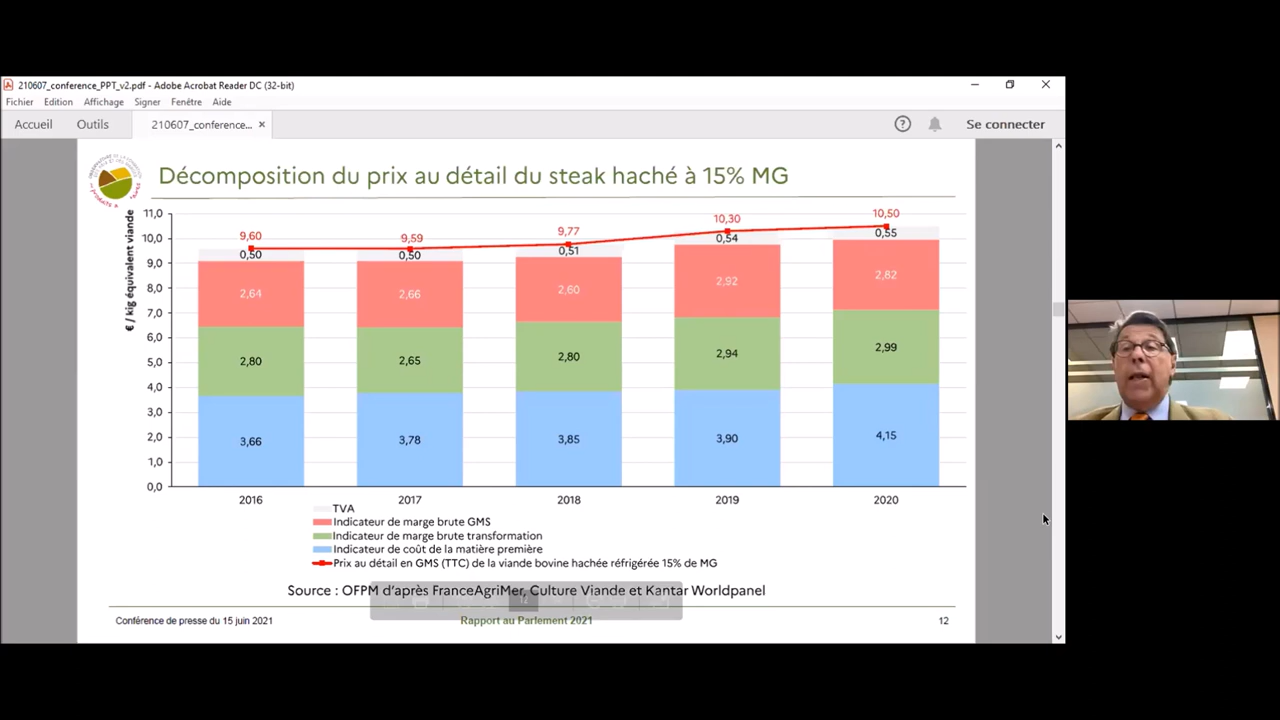 210607_conference_PPT_v2.pdf - Adobe Acrobat Reader DC (32-bit)
Fichier Edition Affichage Signer Fenêtre Aide
Accueil Outils 210607_conference... × ? Se connecter
Décomposition du prix au détail du steak haché à 15% MG
€ / kig équivalent viande
11,0
10,0
9,0
8,0
7,0
6,0
5,0
4,0
3,0
2,0
1,0
0,0
9,60 9,59 9,77 10,30 10,50
0,50 0,50 0,51 0,54 0,55
2,64 2,66 2,60 2,92 2,82
2,80 2,65 2,80 2,94 2,99
3,66 3,78 3,85 3,90 4,15
2016 2017 2018 2019 2020
TVA
Indicateur de marge brute GMS
Indicateur de marge brute transformation
Indicateur de coût de la matière première
Prix au détail en GMS (TTC) de la viande bovine hachée réfrigérée 15% de MG
Source : OFPM d'après FranceAgriMer, Culture Viande et Kantar Worldpanel
12
Conférence de presse du 15 juin 2021 Rapport au Parlement 2021 12